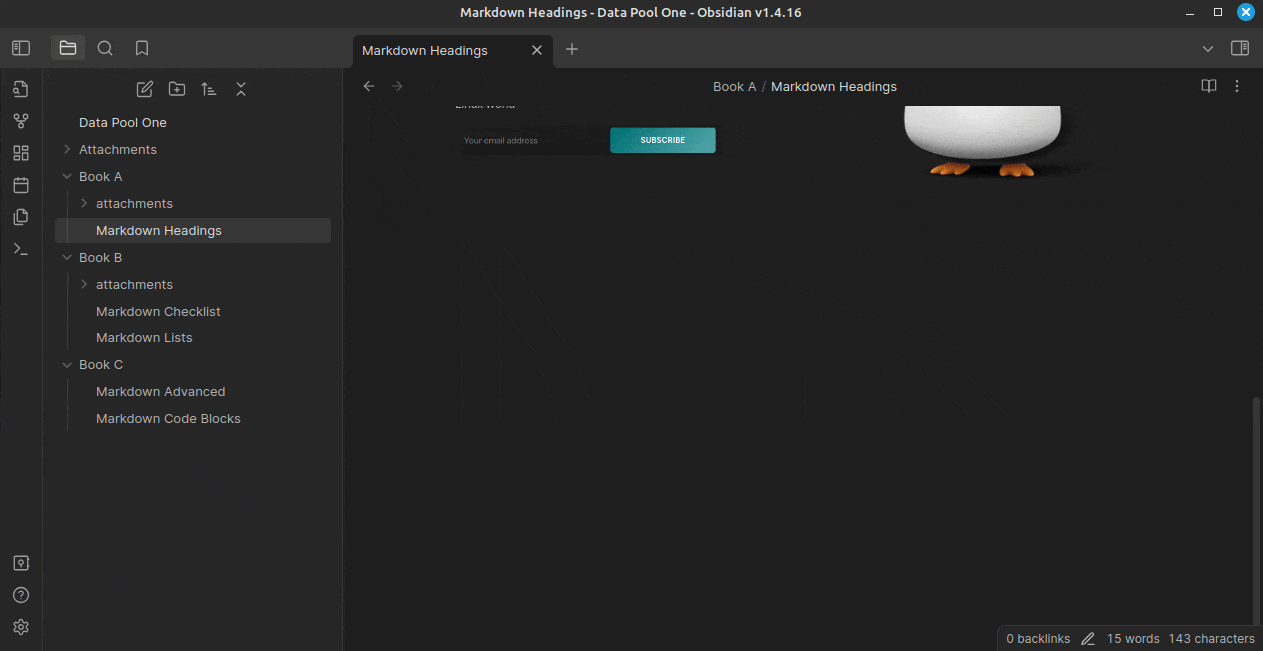 Markdown Headings - Data Pool One - Obsidian v1.4.16
Markdown Headings
Book A / Markdown Headings
Data Pool One
Attachments
Book A
attachments
Markdown Headings
Book B
attachments
Markdown Checklist
Markdown Lists
Book C
Markdown Advanced
Markdown Code Blocks
Linux world
Your email address
SUBSCRIBE
0 backlinks
15 words
143 characters